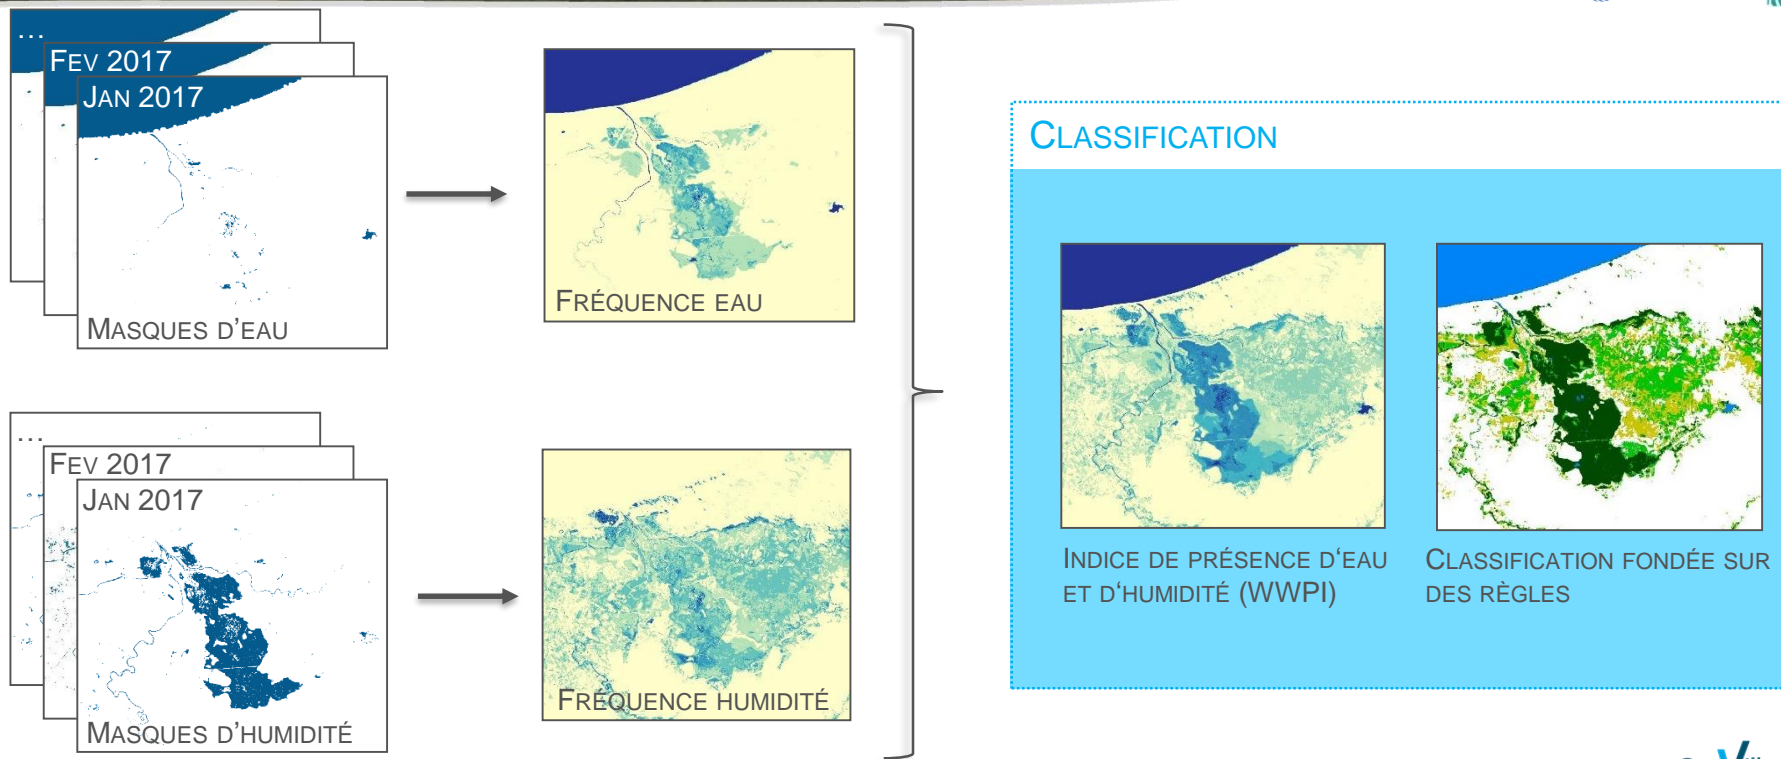 ...
FEV 2017
JAN 2017
MASQUES D'EAU
FRÉQUENCE EAU
...
FEV 2017
JAN 2017
MASQUES D'HUMIDITÉ
FRÉQUENCE HUMIDITÉ
CLASSIFICATION
INDICE DE PRÉSENCE D'EAU
ET D'HUMIDITÉ (WWPI)
CLASSIFICATION FONDÉE SUR
DES RÈGLES